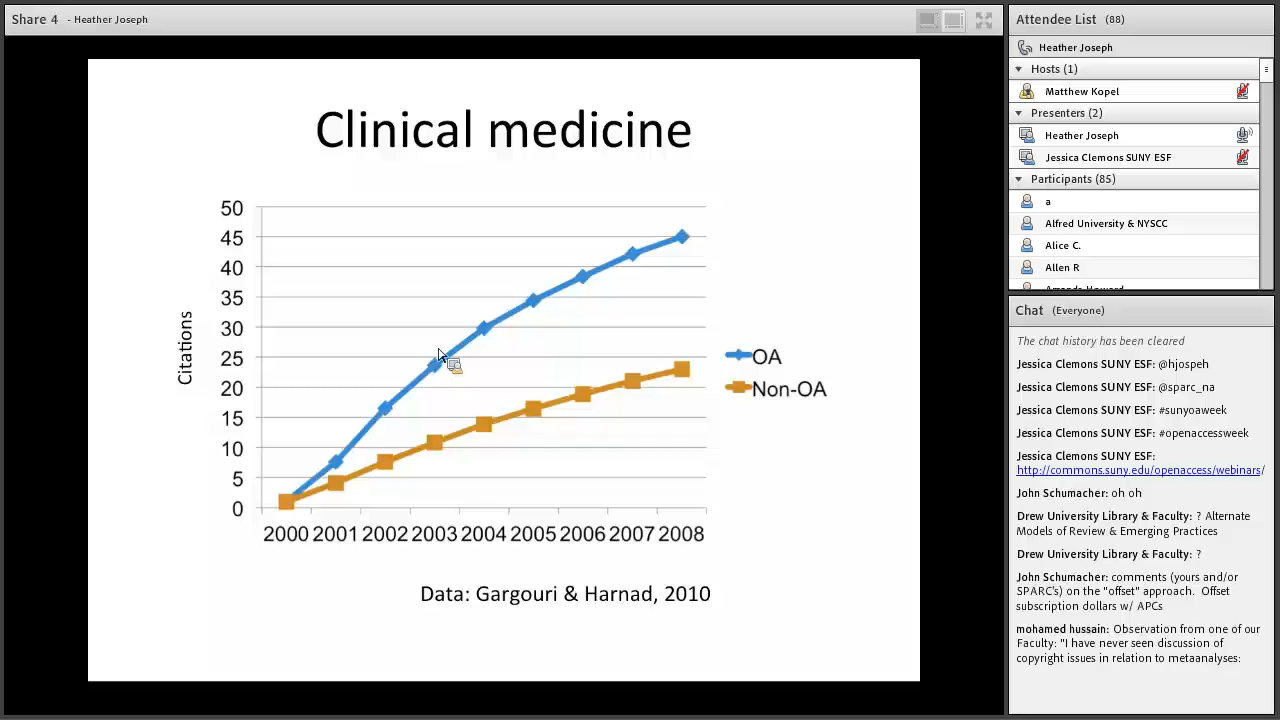 Share 4 - Heather Joseph
Clinical medicine
Citations
50
45
40
35
30
25
20
15
10
5
0
2000 2001 2002 2003 2004 2005 2006 2007 2008
OA
Non-OA
Data: Gargouri & Harnad, 2010
Attendee List (88)
Heather Joseph
Hosts (1)
Matthew Kopel
Presenters (2)
Heather Joseph
Jessica Clemons SUNY ESF
Participants (85)
a
Alfred University & NYSCC
Alice C.
Allen R
Chat (Everyone)
The chat history has been cleared
Jessica Clemons SUNY ESF: @hjospeh
Jessica Clemons SUNY ESF: @sparc_na
Jessica Clemons SUNY ESF: #sunyoaweek
Jessica Clemons SUNY ESF: #openaccessweek
Jessica Clemons SUNY ESF:
http://commons.suny.edu/openaccess/webinars/
John Schumacher: oh oh
Drew University Library & Faculty: ? Alternate
Models of Review & Emerging Practices
Drew University Library & Faculty: ?
John Schumacher: comments (yours and/or
SPARC's) on the "offset" approach. Offset
subscription dollars w/ APCs
mohamed hussain: Observation from one of our
Faculty: "I have never seen discussion of
copyright issues in relation to metaanalyses: